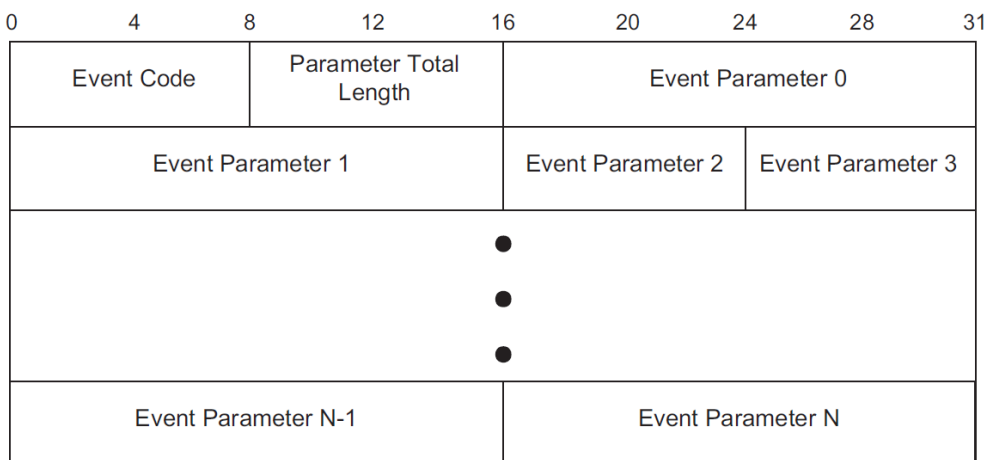 0 4 8 12 16 20 24 28 31
Event Code
Parameter Total
Length
Event Parameter 0
Event Parameter 1
Event Parameter 2
Event Parameter 3
Event Parameter N-1
Event Parameter N